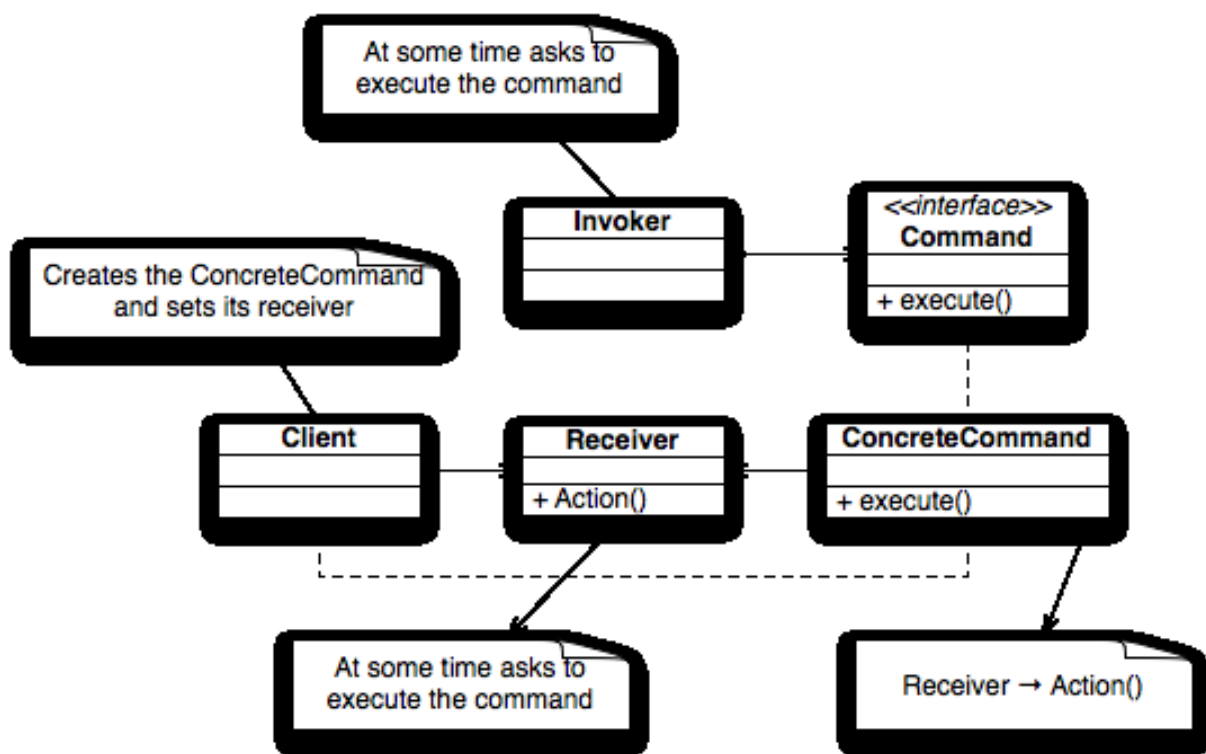 At some time asks to
execute the command
Invoker
<<interface>>
Command
+ execute()
Creates the ConcreteCommand
and sets its receiver
Client
Receiver
+ Action()
ConcreteCommand
+ execute()
At some time asks to
execute the command
Receiver → Action()